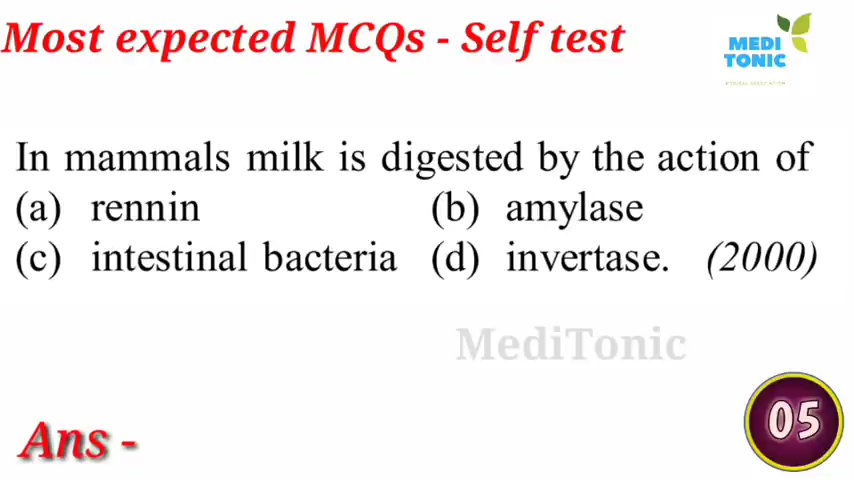 Most expected MCQs - Self test
MEDI
TONIC
In mammals milk is digested by the action of
(a) rennin (b) amylase
(c) intestinal bacteria (d) invertase. (2000)
MediTonic
05
Ans -